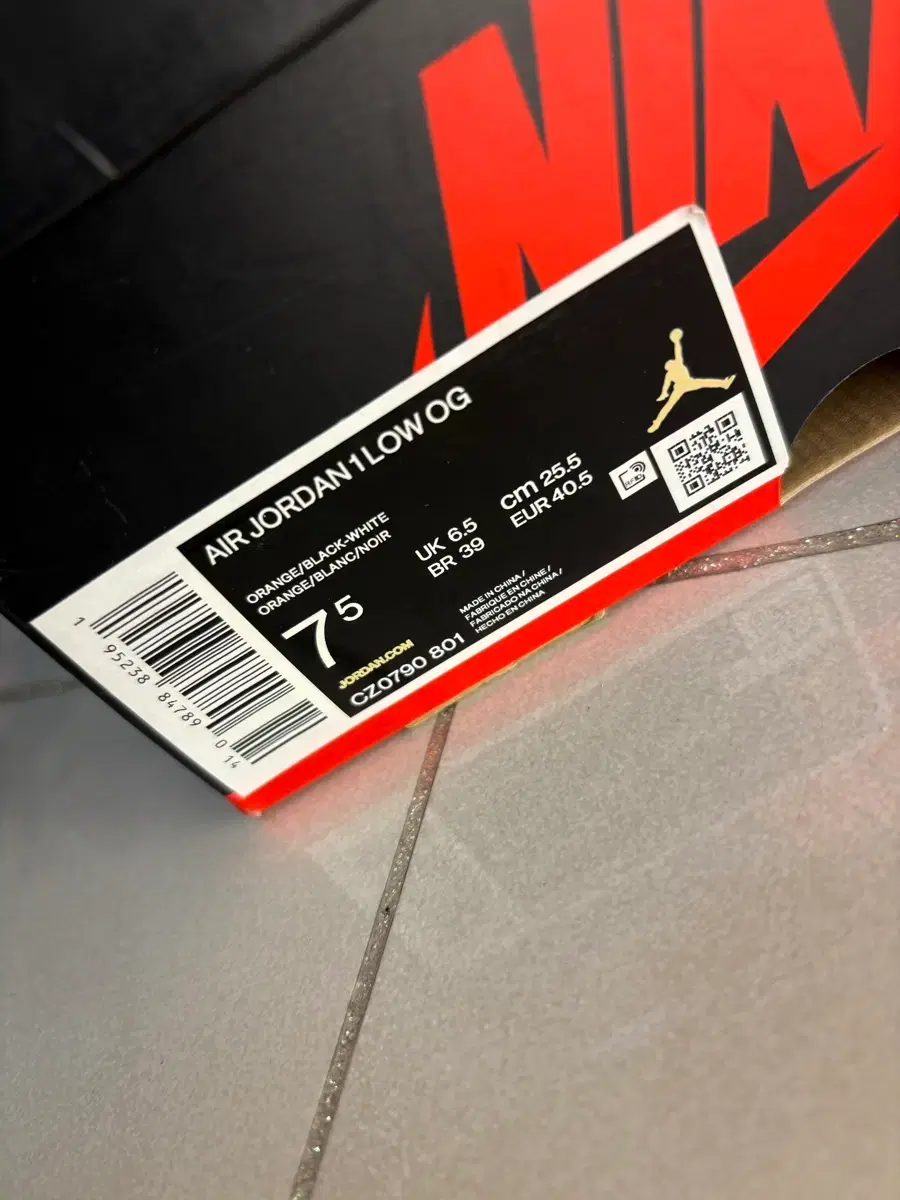 NIK
AIR JORDAN 1 LOW OG
ORANGE/BLACK-WHITE
ORANGE/BLANC/NOIR
7.5
UK 6.5
BR 39
cm 25.5
EUR 40.5
JORDAN.COM
CZ0790 801
MADE IN CHINA /
FABRIQUE EN CHINE /
FABRICADO NA CHINA /
HECHO EN CHINA
1 95238 84789 0 14